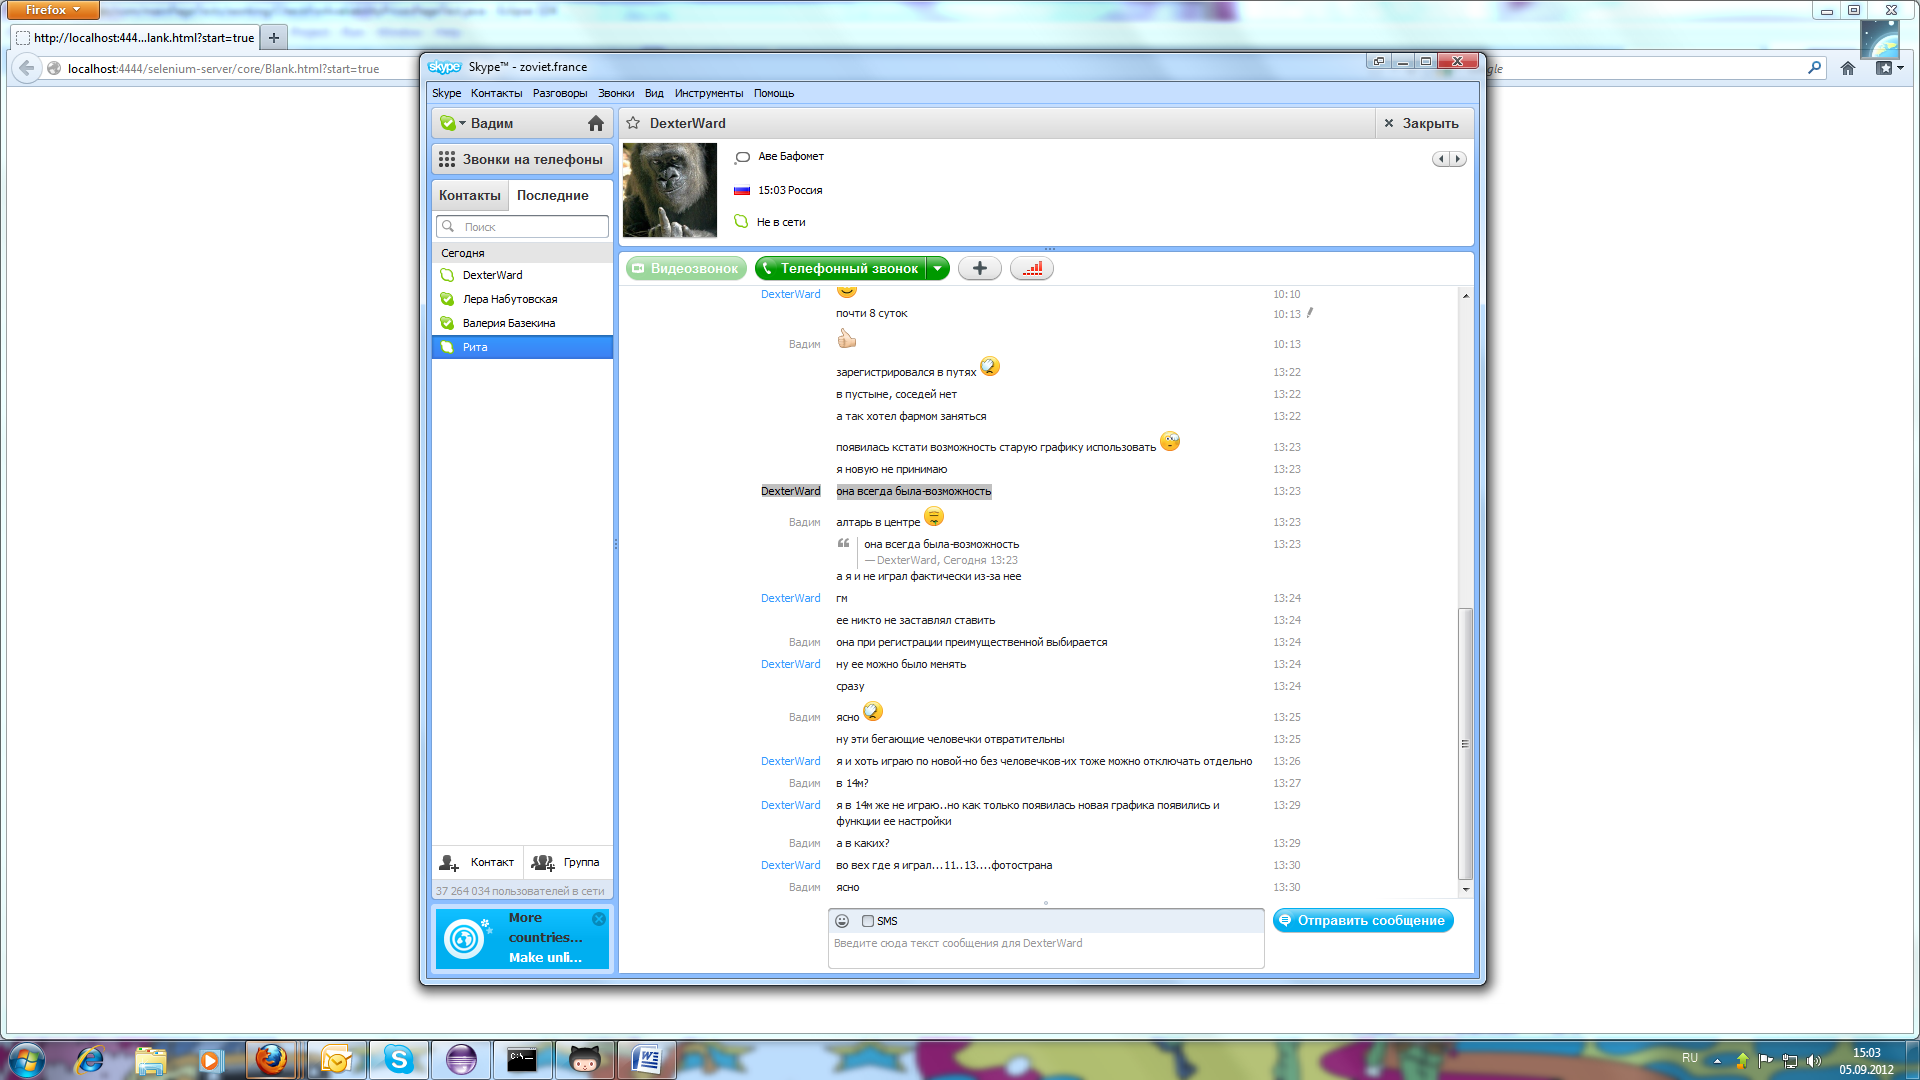 Firefox
http://localhost:444...lank.html?start=true
localhost:4444/selenium-server/core/Blank.html?start=true
gle
skype Skype™ - zoviet.france
Skype Контакты Разговоры Звонки Вид Инструменты Помощь
Вадим
Звонки на телефоны
Контакты Последние
Поиск
Сегодня
DexterWard
Лера Набутовская
Валерия Базекина
Рита
Контакт Группа
37 264 034 пользователей в сети
More
countries...
Make unli...
DexterWard
Закрыть
Аве Бафомет
15:03 Россия
Не в сети
Видеозвонок Телефонный звонок
DexterWard 10:10
почти 8 суток 10:13
Вадим 10:13
зарегистрировался в путях 13:22
в пустыне, соседей нет 13:22
а так хотел фармом заняться 13:22
появилась кстати возможность старую графику использовать 13:23
я новую не принимаю 13:23
DexterWard она всегда была-возможность 13:23
Вадим алтарь в центре 13:23
она всегда была-возможность 13:23
— DexterWard, Сегодня 13:23
а я и не играл фактически из-за нее
DexterWard гм 13:24
ее никто не заставлял ставить 13:24
Вадим она при регистрации преимущественной выбирается 13:24
DexterWard ну ее можно было менять 13:24
сразу 13:24
Вадим ясно 13:25
ну эти бегающие человечки отвратительны 13:25
DexterWard я и хоть играю по новой-но без человечков-их тоже можно отключать отдельно 13:26
Вадим в 14м? 13:27
DexterWard я в 14м же не играю..но как только появилась новая графика появились и 13:29
функции ее настройки
Вадим а в каких? 13:29
DexterWard во вех где я играл...11..13....фотострана 13:30
Вадим ясно 13:30
SMS
Введите сюда текст сообщения для DexterWard
Отправить сообщение
RU
15:03
05.09.2012